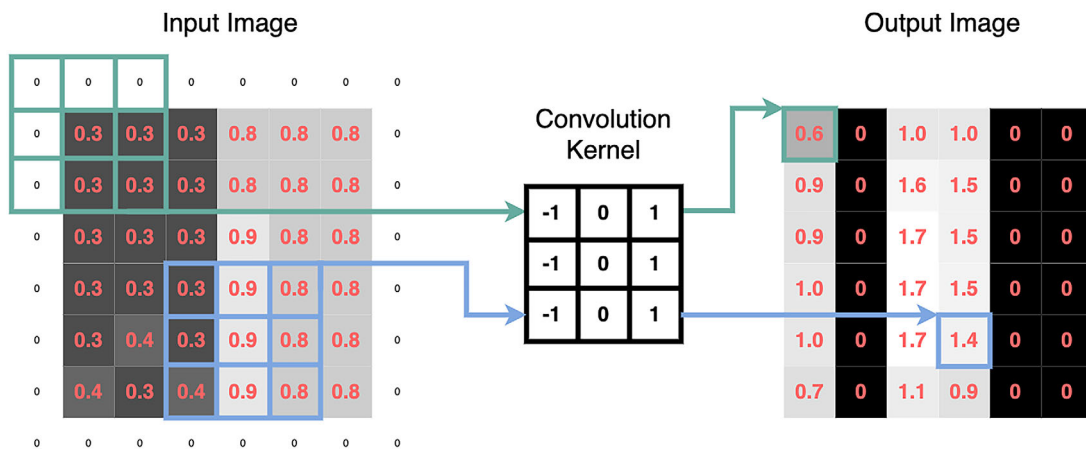 Input Image
Output Image
0 0 0 0 0 0 0 0
0 0.3 0.3 0.3 0.8 0.8 0.8 0
0 0.3 0.3 0.3 0.8 0.8 0.8 0
0 0.3 0.3 0.3 0.9 0.8 0.8 0
0 0.3 0.3 0.3 0.9 0.8 0.8 0
0 0.3 0.4 0.3 0.9 0.8 0.8 0
0 0.4 0.3 0.4 0.9 0.8 0.8 0
0 0 0 0 0 0 0 0
Convolution
Kernel
-1 0 1
-1 0 1
-1 0 1
0.6 0 1.0 1.0 0 0
0.9 0 1.6 1.5 0 0
0.9 0 1.7 1.5 0 0
1.0 0 1.7 1.5 0 0
1.0 0 1.7 1.4 0 0
0.7 0 1.1 0.9 0 0